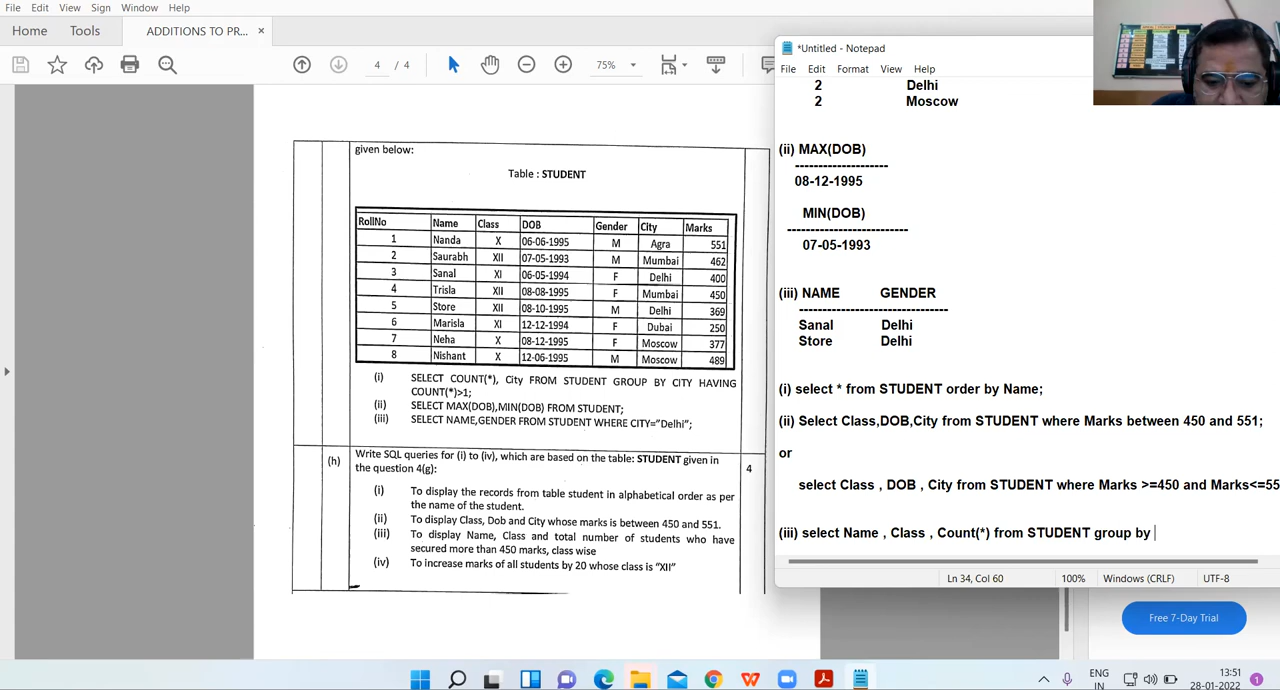 File Edit View Sign Window Help
Home Tools ADDITIONS TO PR... ×
4 / 4 75%
given below:
Table : STUDENT
RollNo Name Class DOB Gender City Marks
1 Nanda X 06-06-1995 M Agra 551
2 Saurabh XII 07-05-1993 M Mumbai 462
3 Sanal XI 06-05-1994 F Delhi 400
4 Trisla XII 08-08-1995 F Mumbai 450
5 Store XII 08-10-1995 M Delhi 369
6 Marisla XI 12-12-1994 F Dubai 250
7 Neha X 08-12-1995 F Moscow 377
8 Nishant X 12-06-1995 M Moscow 489
(i) SELECT COUNT(*), City FROM STUDENT GROUP BY CITY HAVING
COUNT(*)>1;
(ii) SELECT MAX(DOB),MIN(DOB) FROM STUDENT;
(iii) SELECT NAME,GENDER FROM STUDENT WHERE CITY="Delhi";
(h) Write SQL queries for (i) to (iv), which are based on the table: STUDENT given in
the question 4(g):
4
(i) To display the records from table student in alphabetical order as per
the name of the student.
(ii) To display Class, Dob and City whose marks is between 450 and 551.
(iii) To display Name, Class and total number of students who have
secured more than 450 marks, class wise
(iv) To increase marks of all students by 20 whose class is "XII"
*Untitled - Notepad
File Edit Format View Help
2 Delhi
2 Moscow
(ii) MAX(DOB)
---------------------
08-12-1995
MIN(DOB)
---------------------------
07-05-1993
(iii) NAME GENDER
---------------------------------
Sanal Delhi
Store Delhi
(i) select * from STUDENT order by Name;
(ii) Select Class,DOB,City from STUDENT where Marks between 450 and 551;
or
select Class , DOB , City from STUDENT where Marks >=450 and Marks<=55
(iii) select Name , Class , Count(*) from STUDENT group by
Ln 34, Col 60 100% Windows (CRLF) UTF-8
Free 7-Day Trial
ENG
IN
13:51
28-01-2022
1